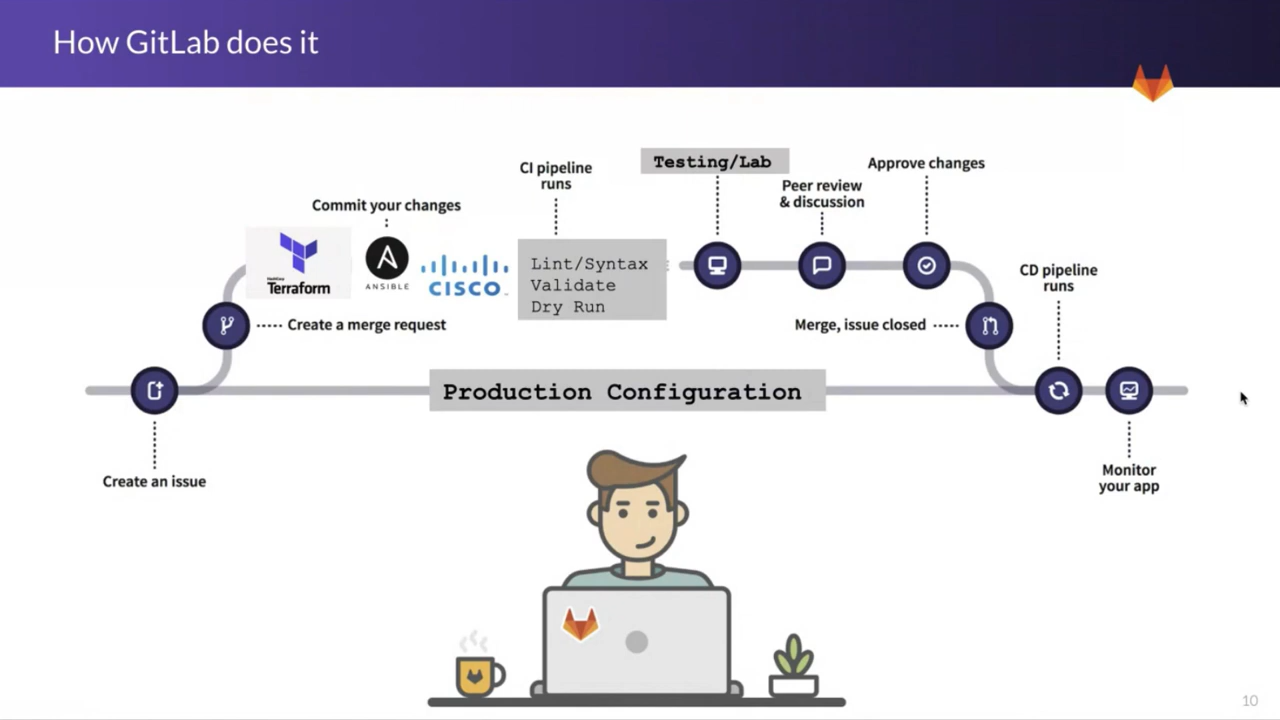 How GitLab does it
Commit your changes
CI pipeline
runs
Testing/Lab
Peer review
& discussion
Approve changes
HashiCorp
Terraform
A
ANSIBLE
CISCO
Lint/Syntax
Validate
Dry Run
CD pipeline
runs
Create a merge request
Merge, issue closed
Production Configuration
Create an issue
Monitor
your app
10